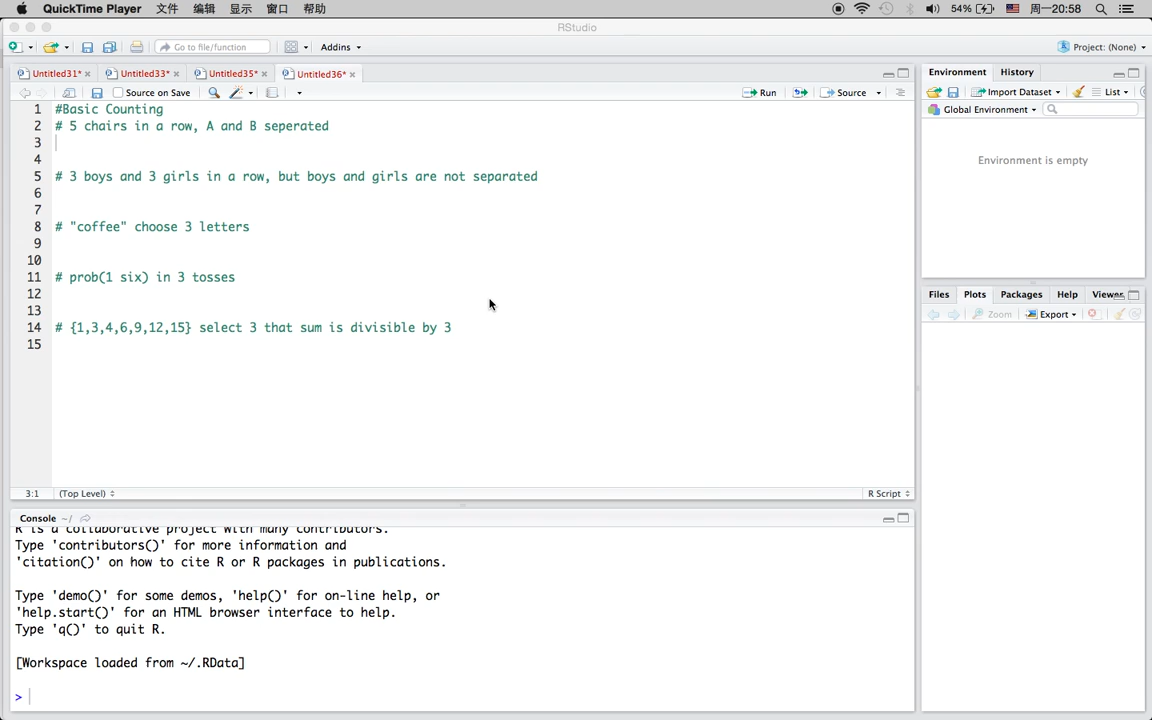 QuickTime Player 文件 编辑 显示 窗口 帮助 54% 周一20:58
RStudio
Go to file/function Addins Project: (None)
Untitled31* Untitled33* Untitled35* Untitled36*
Source on Save Run Source
1 #Basic Counting
2 # 5 chairs in a row, A and B seperated
3
4
5 # 3 boys and 3 girls in a row, but boys and girls are not separated
6
7
8 # "coffee" choose 3 letters
9
10
11 # prob(1 six) in 3 tosses
12
13
14 # {1,3,4,6,9,12,15} select 3 that sum is divisible by 3
15
3:1 (Top Level) R Script
Console ~/
R is a collaborative project with many contributors.
Type 'contributors()' for more information and
'citation()' on how to cite R or R packages in publications.
Type 'demo()' for some demos, 'help()' for on-line help, or
'help.start()' for an HTML browser interface to help.
Type 'q()' to quit R.
[Workspace loaded from ~/.RData]
>
Environment History
Import Dataset List
Global Environment
Environment is empty
Files Plots Packages Help Viewer
Zoom Export